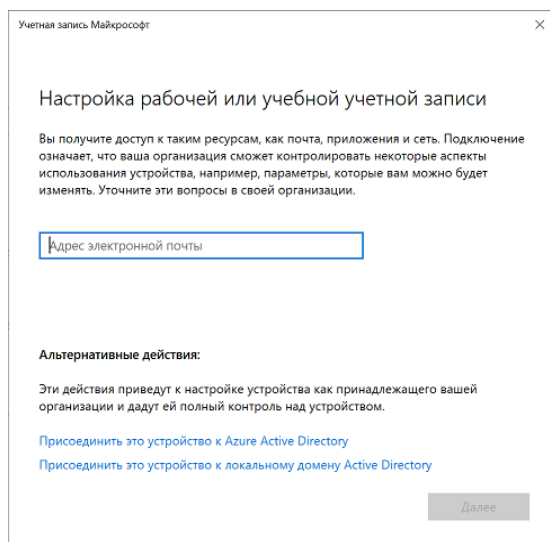 Учетная запись Майкрософт
Настройка рабочей или учебной учетной записи
Вы получите доступ к таким ресурсам, как почта, приложения и сеть. Подключение
означает, что ваша организация сможет контролировать некоторые аспекты
использования устройства, например, параметры, которые вам можно будет
изменять. Уточните эти вопросы в своей организации.
Адрес электронной почты
Альтернативные действия:
Эти действия приведут к настройке устройства как принадлежащего вашей
организации и дадут ей полный контроль над устройством.
Присоединить это устройство к Azure Active Directory
Присоединить это устройство к локальному домену Active Directory
Далее